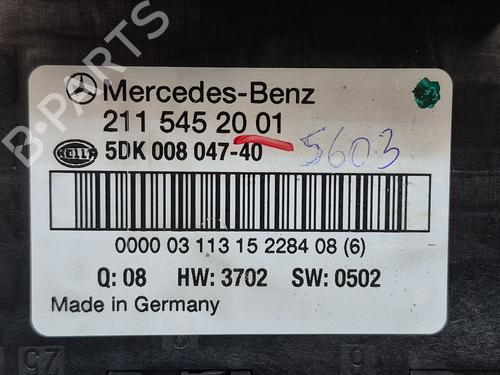 Mercedes-Benz
211 545 20 01
HELLA 5DK 008 047-40 5603
0000 03 113 15 2284 08 (6)
Q: 08 HW: 3702 SW: 0502
Made in Germany
B-PARTS